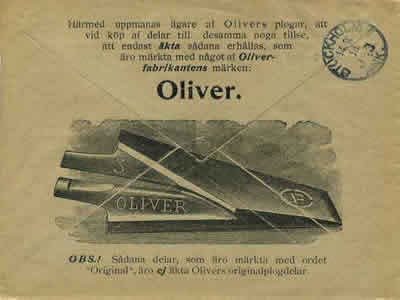 Härmed uppmanas ägare af Olivers plogar, att
vid köp af delar till desamma noga tillse,
att endast äkta sådana erhållas, som
äro märkta med något af Oliver-
fabrikantens märken:
Oliver.
STOCKHOLM
S
OLIVER
OBS.! Sådana delar, som äro märkta med ordet
"Original", äro ej äkta Olivers originalplogdelar.